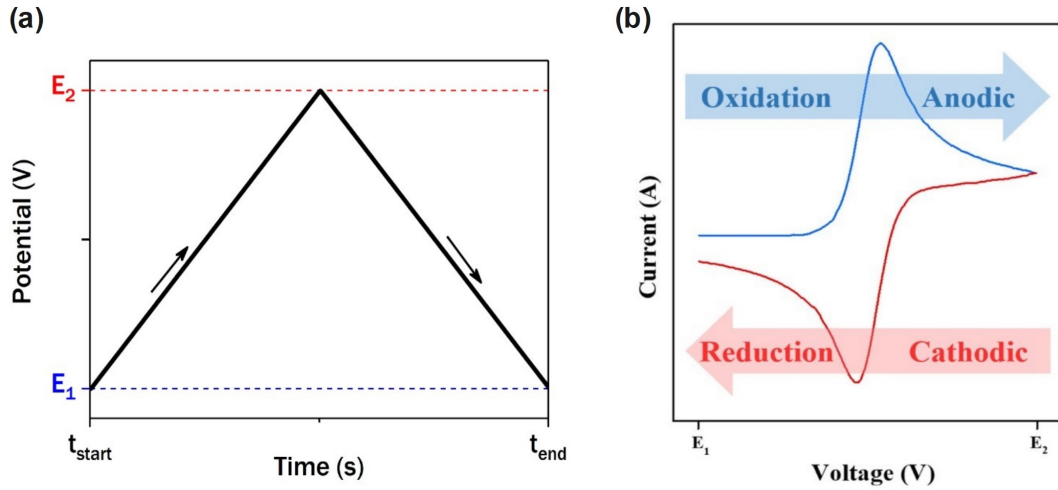 (a)
E2
Potential (V)
E1
tstart
Time (s)
tend
(b)
Oxidation Anodic
Current (A)
Reduction Cathodic
E1
E2
Voltage (V)